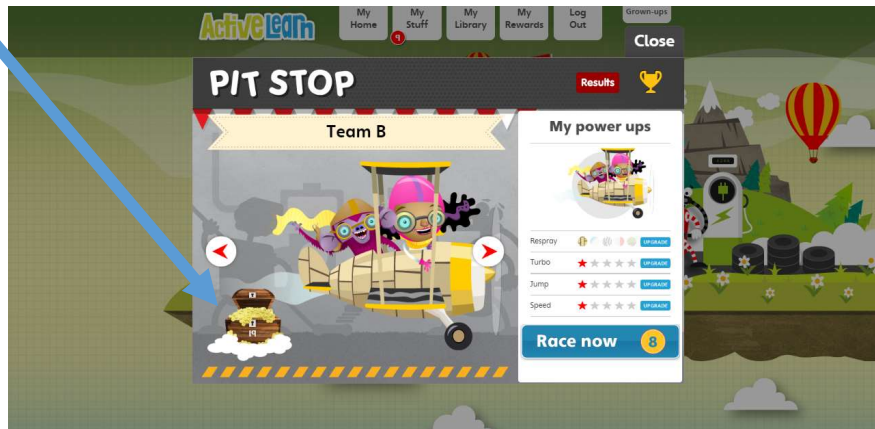 ActiveLearn
My Home
My Stuff
9
My Library
My Rewards
Log Out
Grown-ups
Close
PIT STOP
Results
Team B
My power ups
Respray UPGRADE
Turbo UPGRADE
Jump UPGRADE
Speed UPGRADE
Race now 8